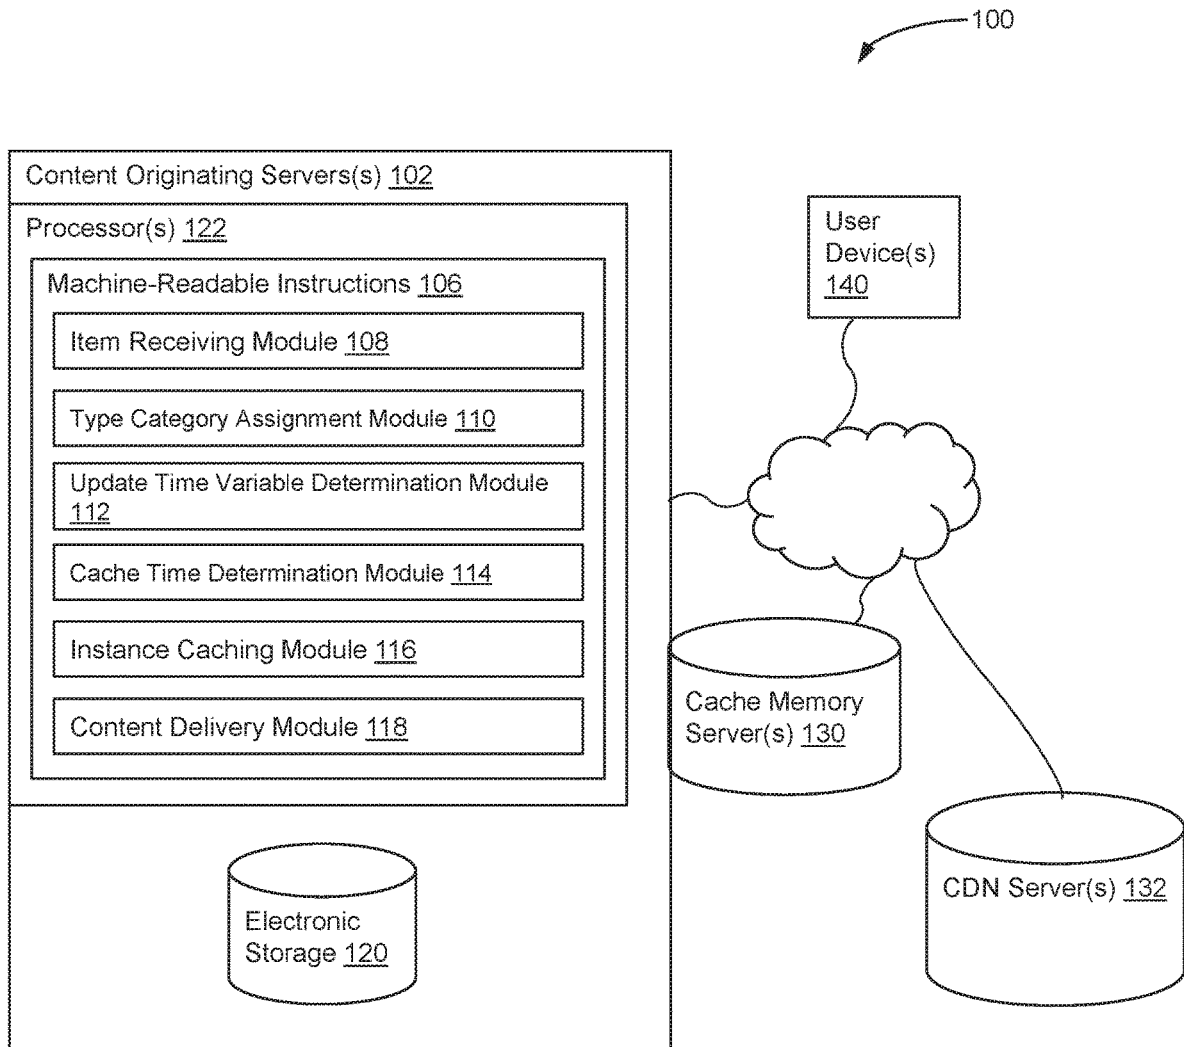 100
Content Originating Servers(s) 102
Processor(s) 122
Machine-Readable Instructions 106
Item Receiving Module 108
Type Category Assignment Module 110
Update Time Variable Determination Module
112
Cache Time Determination Module 114
Instance Caching Module 116
Content Delivery Module 118
Electronic
Storage 120
User
Device(s)
140
Cache Memory
Server(s) 130
CDN Server(s) 132